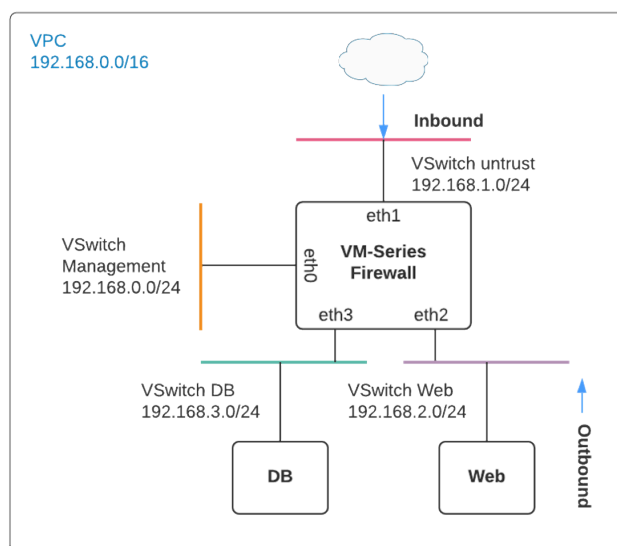 VPC
192.168.0.0/16
Inbound
VSwitch untrust
192.168.1.0/24
eth1
VSwitch
Management
192.168.0.0/24
eth0
VM-Series
Firewall
eth3
eth2
VSwitch DB
192.168.3.0/24
VSwitch Web
192.168.2.0/24
Outbound
DB
Web